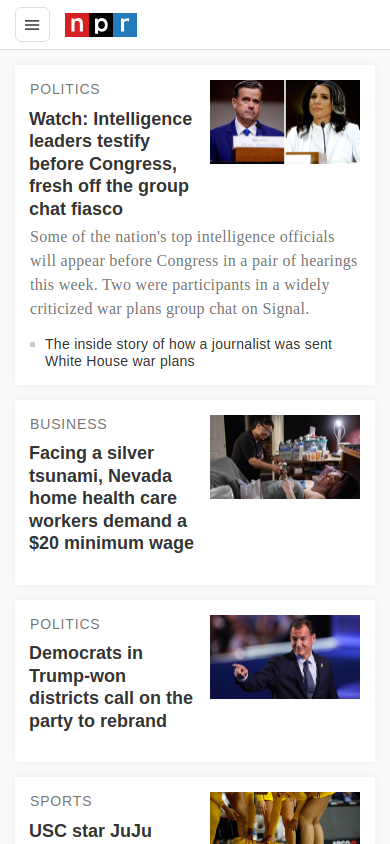 npr
POLITICS
Watch: Intelligence
leaders testify
before Congress,
fresh off the group
chat fiasco
Some of the nation's top intelligence officials
will appear before Congress in a pair of hearings
this week. Two were participants in a widely
criticized war plans group chat on Signal.
The inside story of how a journalist was sent
White House war plans
BUSINESS
Facing a silver
tsunami, Nevada
home health care
workers demand a
$20 minimum wage
POLITICS
Democrats in
Trump-won
districts call on the
party to rebrand
SPORTS
USC star JuJu